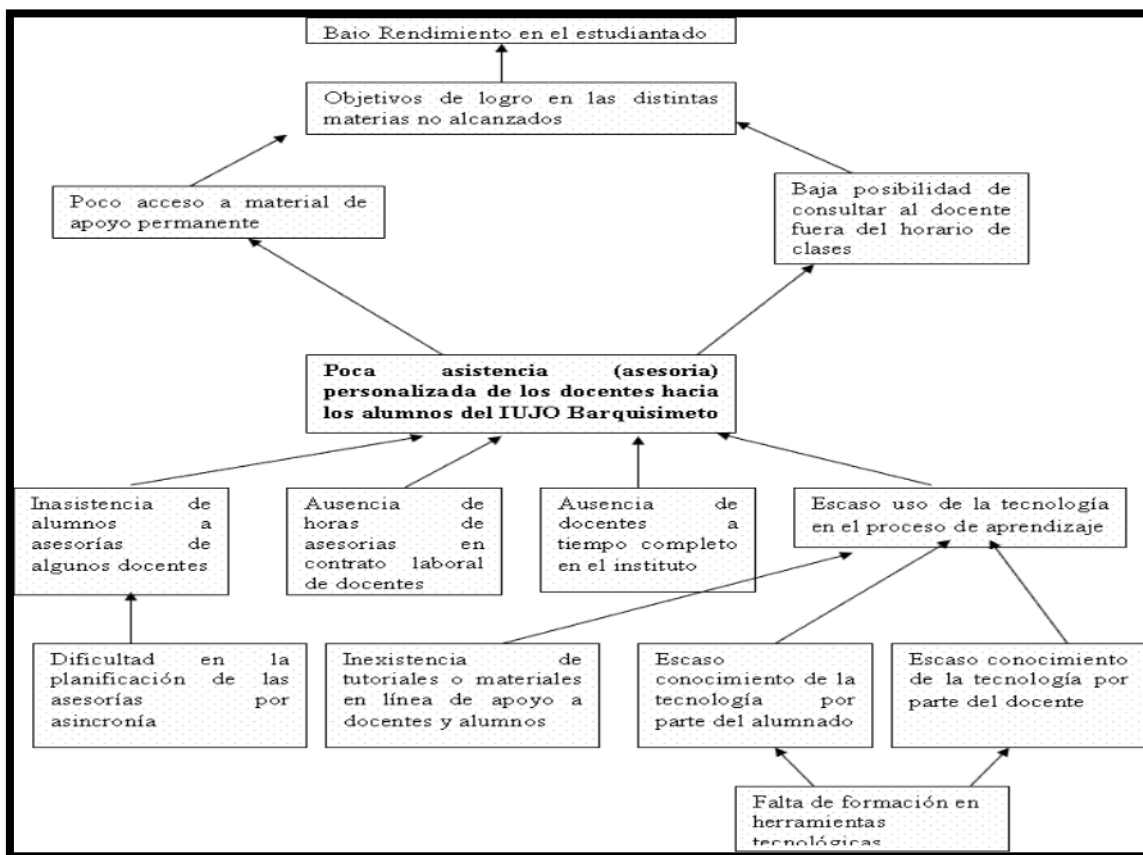 Bajo Rendimiento en el estudiantado
Objetivos de logro en las distintas
materias no alcanzados
Poco acceso a material de
apoyo permanente
Baja posibilidad de
consultar al docente
fuera del horario de
clases
Poca asistencia (asesoria)
personalizada de los docentes hacia
los alumnos del IUJO Barquisimeto
Inasistencia de
alumnos a
asesorías de
algunos docentes
Ausencia de
horas de
asesorias en
contrato laboral
de docentes
Ausencia de
docentes a
tiempo completo
en el instituto
Escaso uso de la tecnología
en el proceso de aprendizaje
Dificultad en la
planificación de las
asesorías por
asincronía
Inexistencia de
tutoriales o materiales
en línea de apoyo a
docentes y alumnos
Escaso
conocimiento de la
tecnología por
parte del alumnado
Escaso conocimiento
de la tecnología por
parte del docente
Falta de formación en
herramientas
tecnológicas